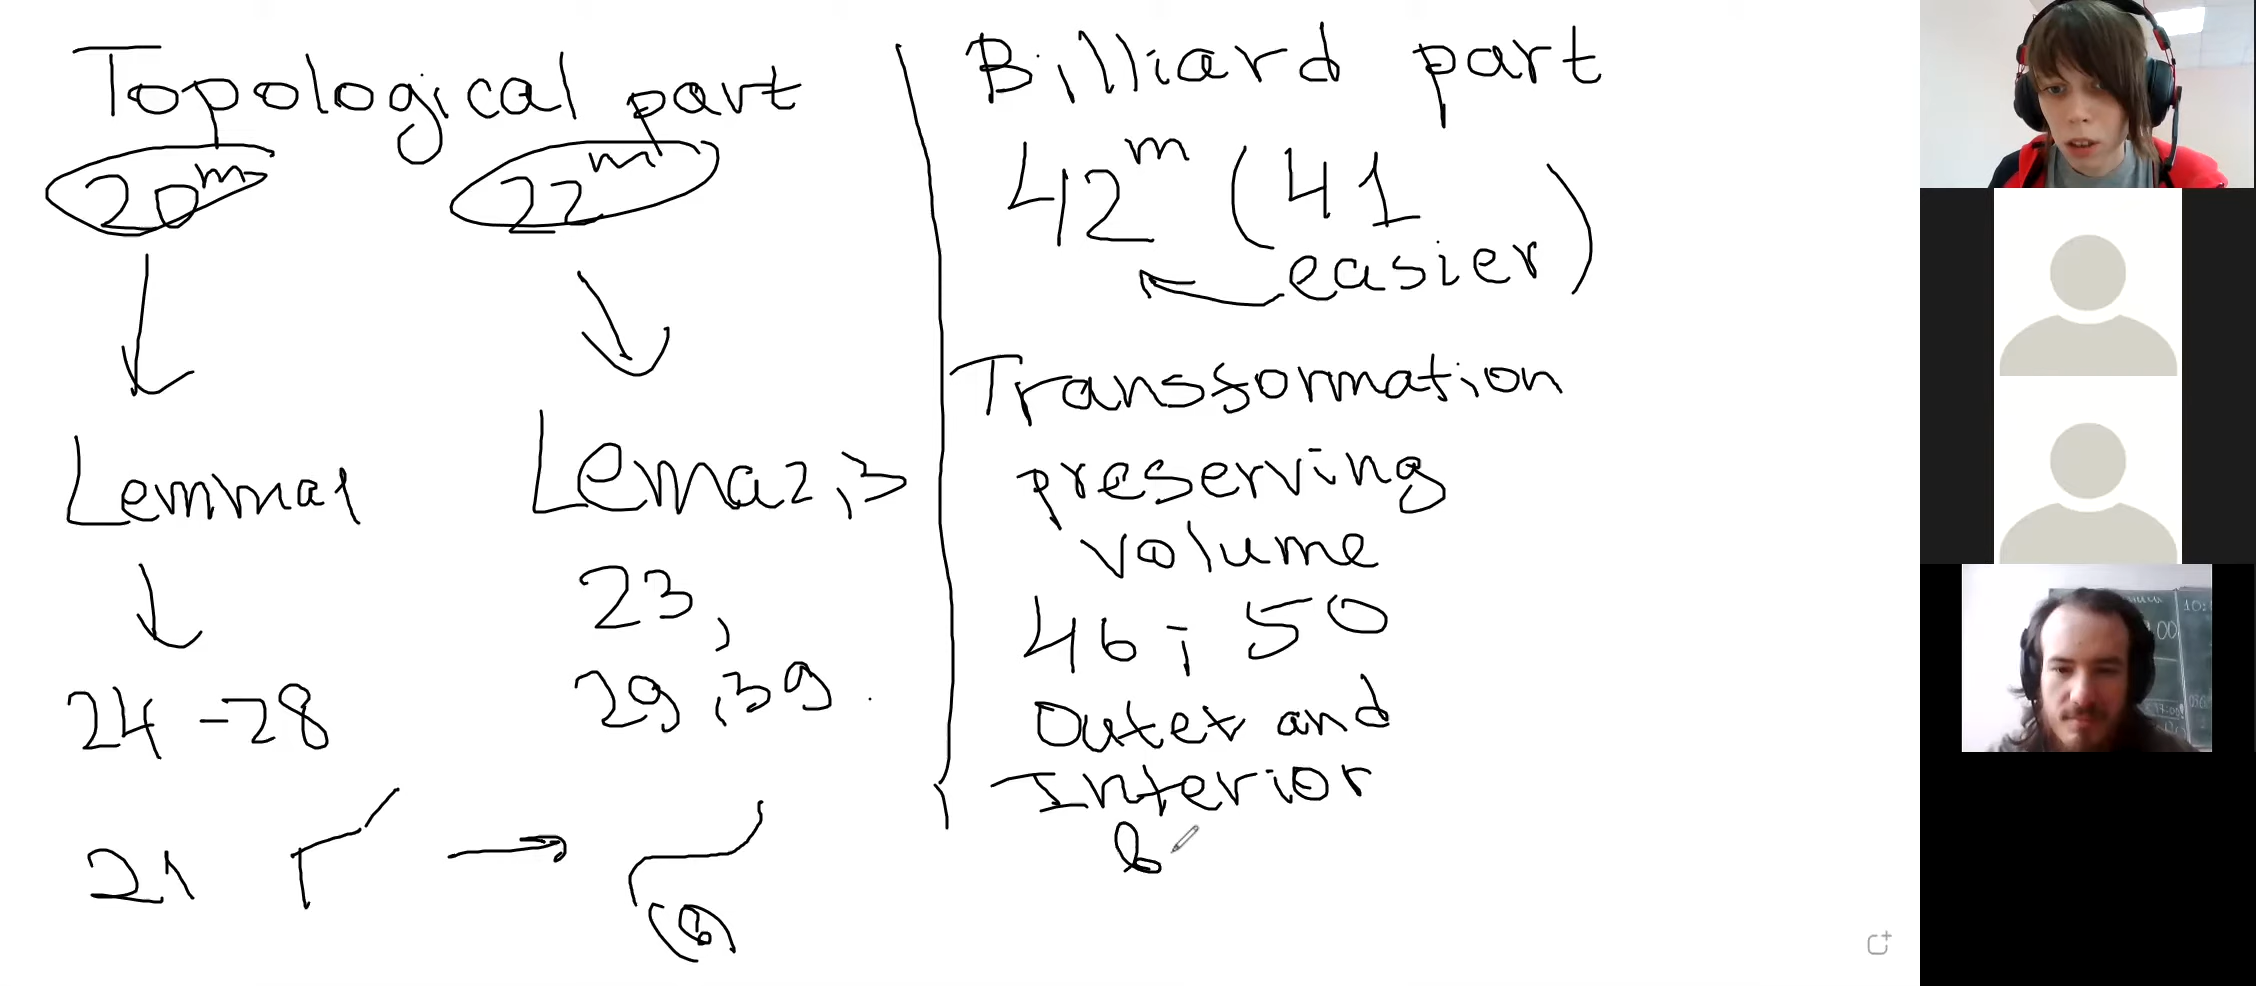 Topological part
20^m 22^m
Lemma1 Lema2,3
24-28 23,
29,39
21
Billiard part
42^m (41
easier)
Transformation
preserving
volume
46; 50
Outer and
Interior
b